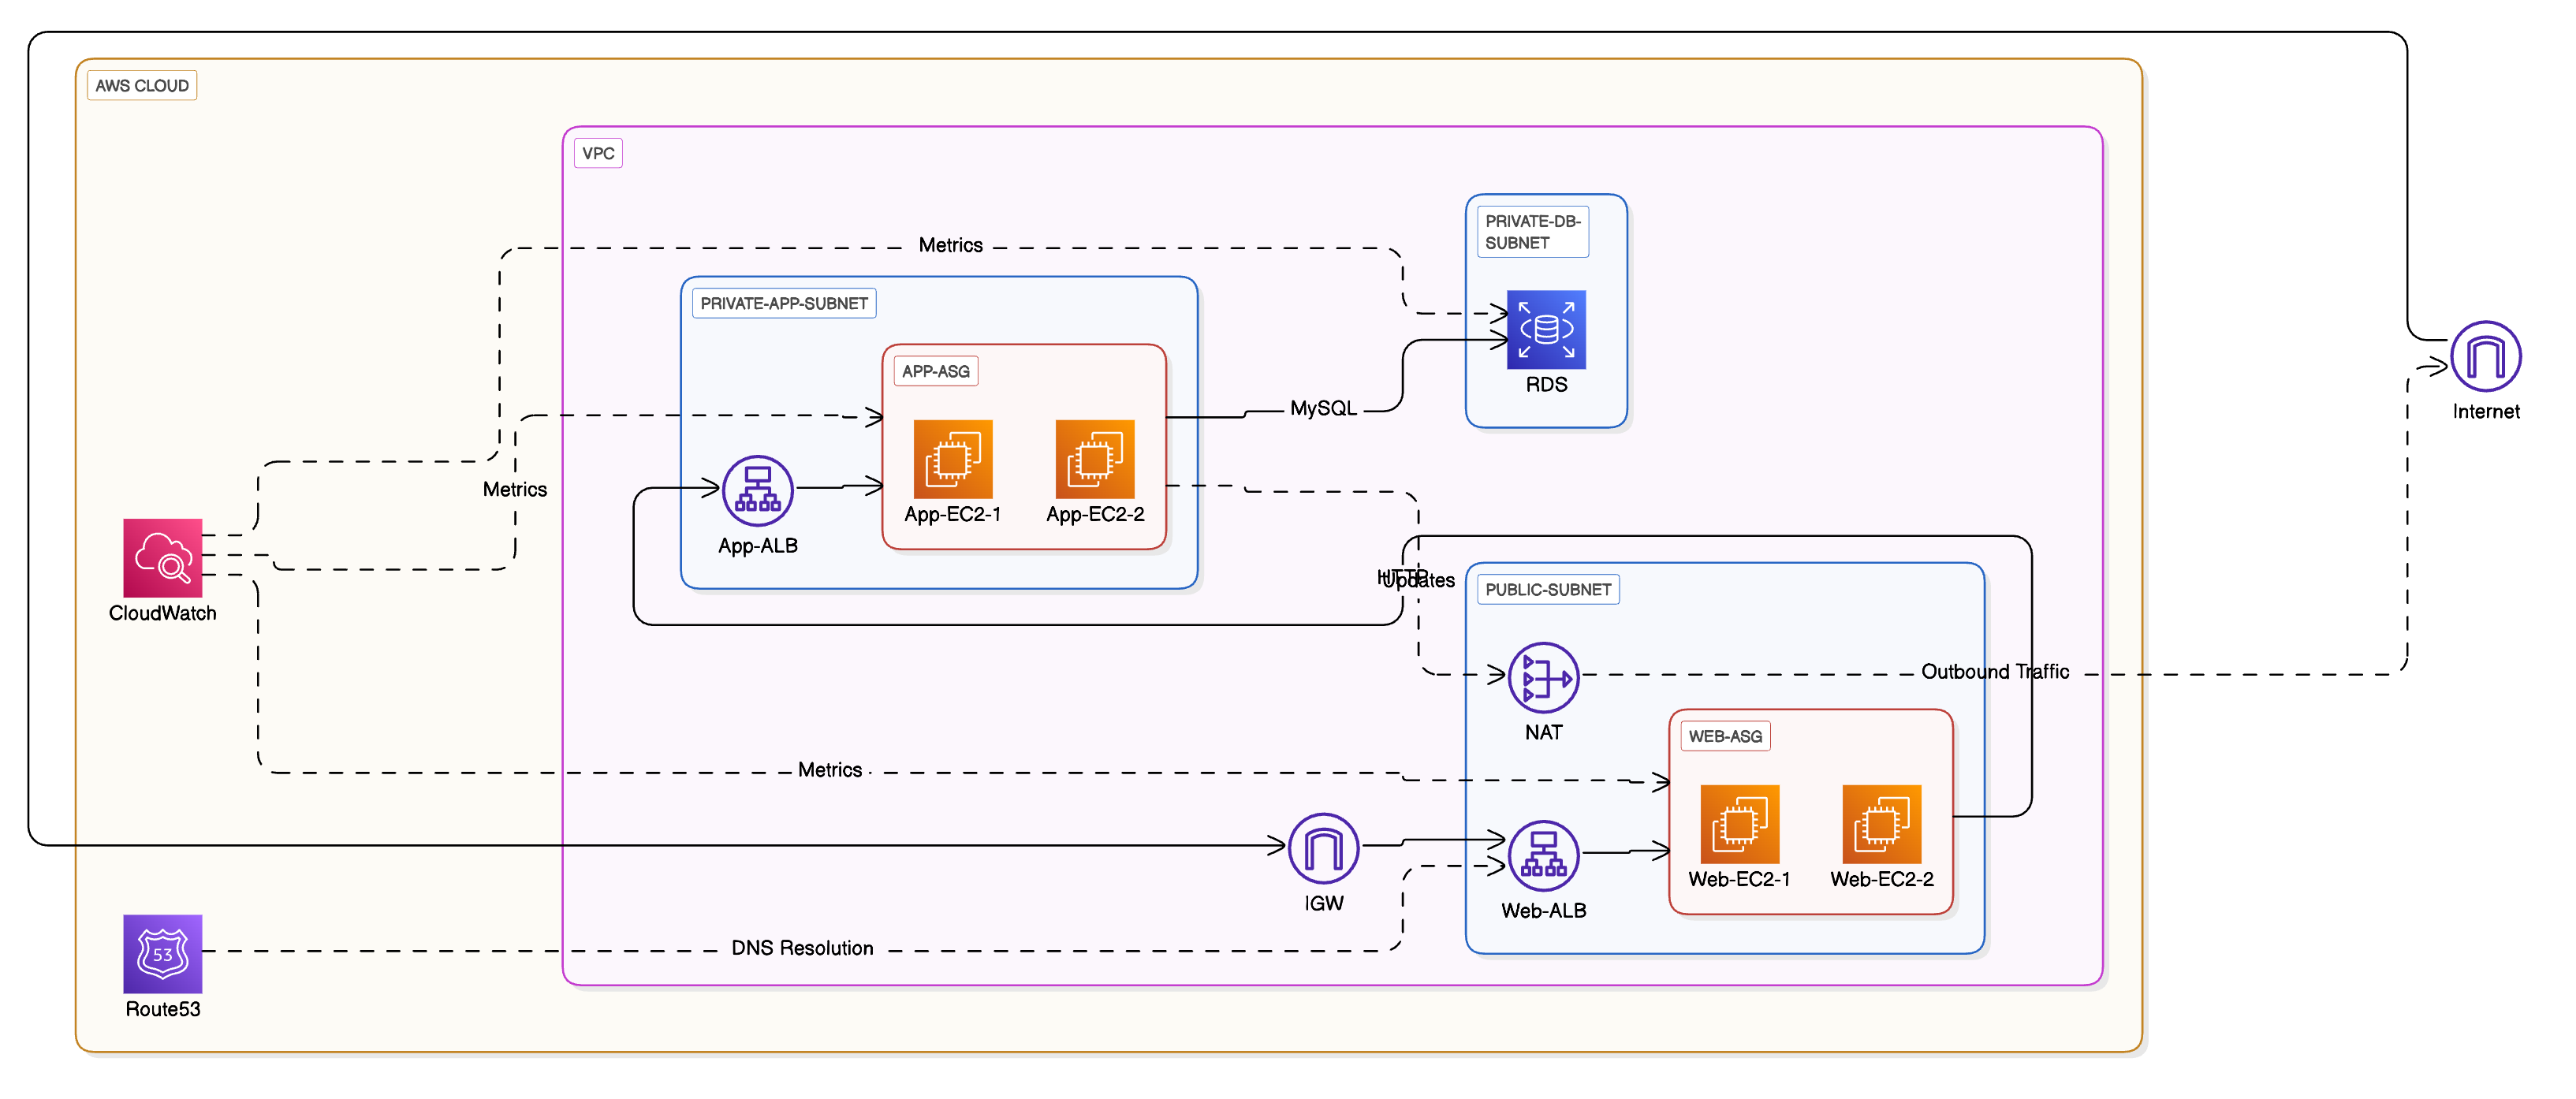 AWS CLOUD
VPC
PRIVATE-DB-
SUBNET
Metrics
PRIVATE-APP-SUBNET
APP-ASG
RDS
MySQL
Internet
Metrics
App-EC2-1
App-EC2-2
App-ALB
CloudWatch
HTTP
Updates
PUBLIC-SUBNET
Outbound Traffic
NAT
WEB-ASG
Metrics
Web-EC2-1
Web-EC2-2
IGW
Web-ALB
DNS Resolution
53
Route53